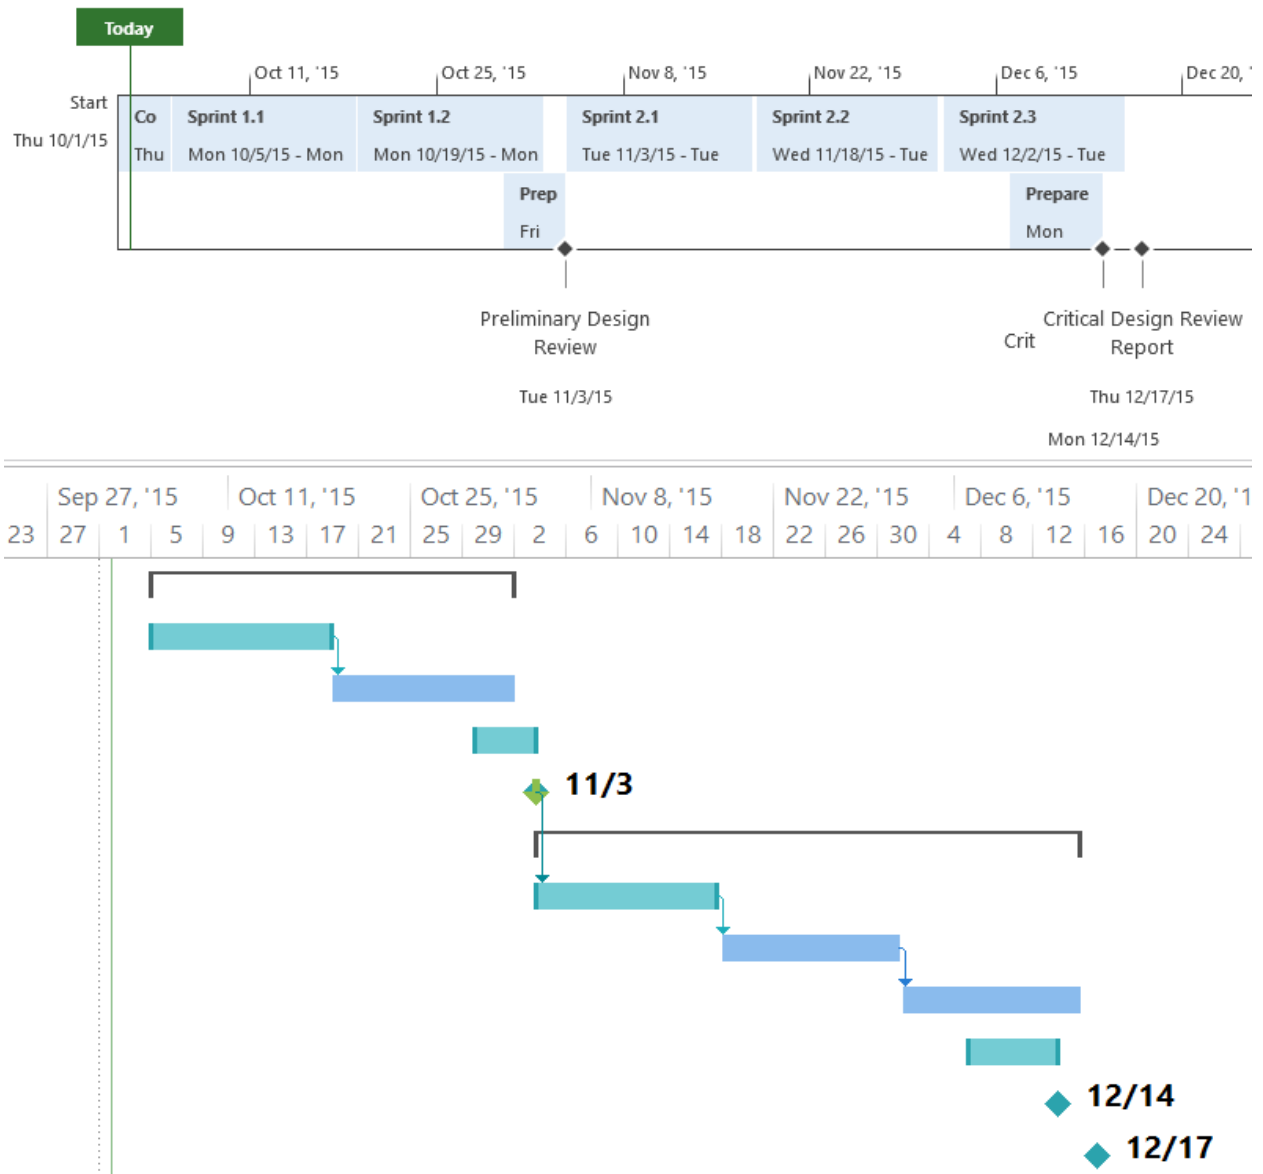 Today
Oct 11, '15 Oct 25, '15 Nov 8, '15 Nov 22, '15 Dec 6, '15 Dec 20, '
Start
Thu 10/1/15
Co Sprint 1.1 Sprint 1.2 Sprint 2.1 Sprint 2.2 Sprint 2.3
Thu Mon 10/5/15 - Mon Mon 10/19/15 - Mon Tue 11/3/15 - Tue Wed 11/18/15 - Tue Wed 12/2/15 - Tue
Prep Prepare
Fri Mon
Preliminary Design
Review
Tue 11/3/15
Crit
Critical Design Review
Report
Thu 12/17/15
Mon 12/14/15
Sep 27, '15 Oct 11, '15 Oct 25, '15 Nov 8, '15 Nov 22, '15 Dec 6, '15 Dec 20, '1
23 27 1 5 9 13 17 21 25 29 2 6 10 14 18 22 26 30 4 8 12 16 20 24
11/3
12/14
12/17